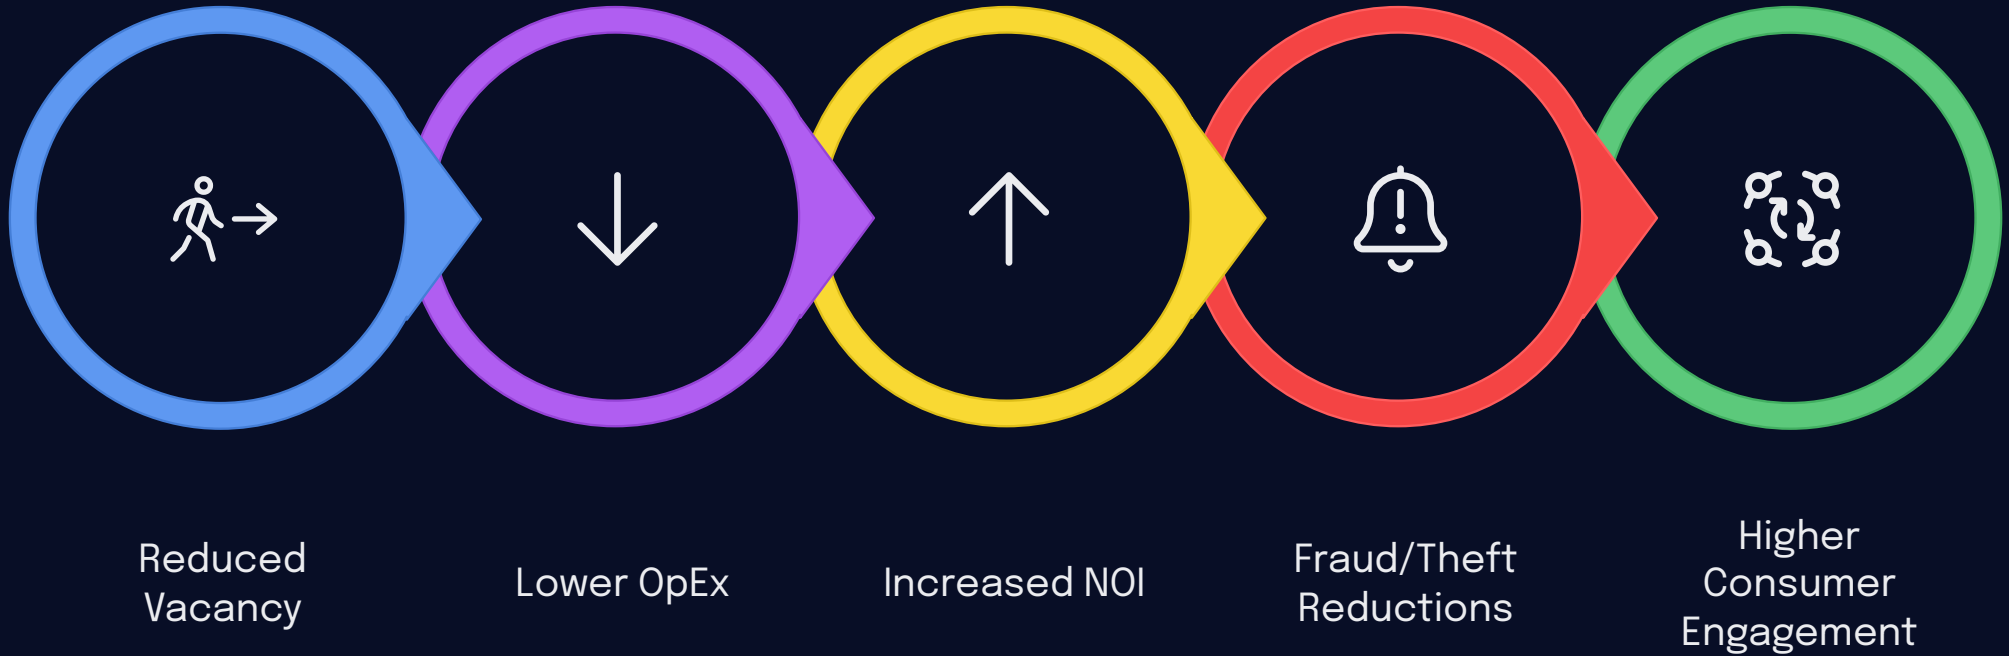 Reduced
Vacancy
Lower OpEx
Increased NOI
Fraud/Theft
Reductions
Higher
Consumer
Engagement